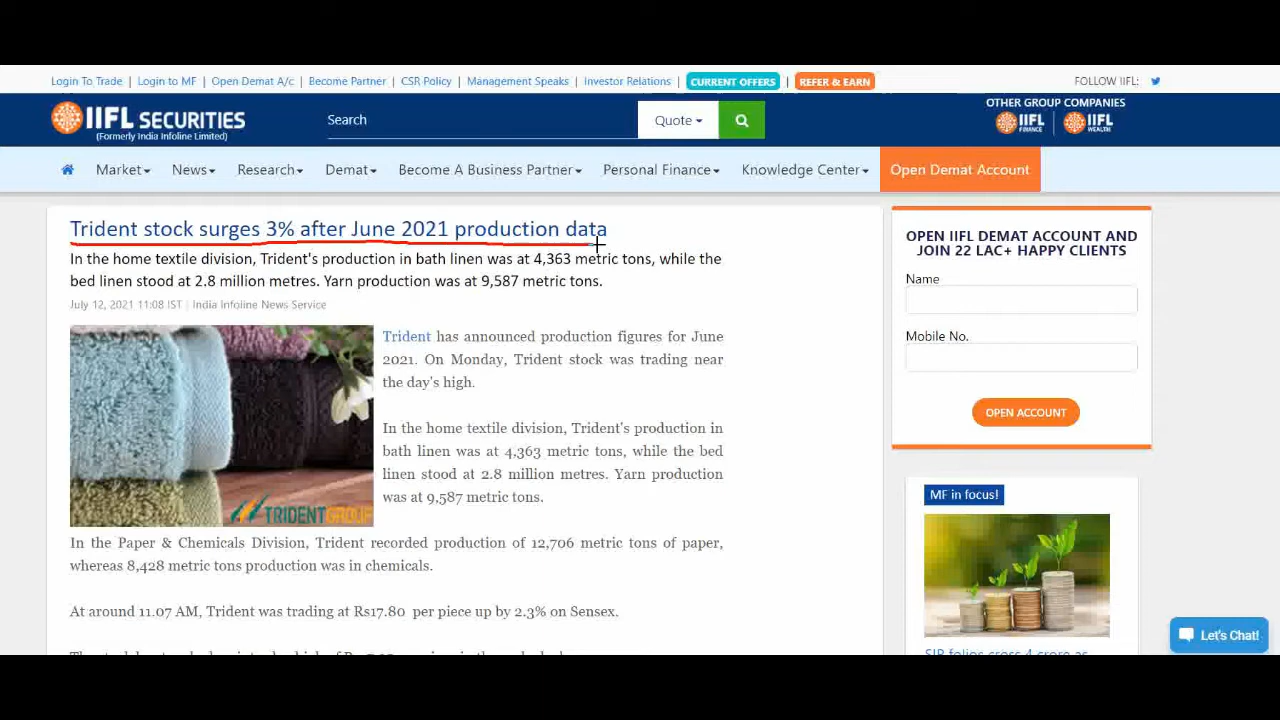 Login To Trade | Login to MF | Open Demat A/c | Become Partner | CSR Policy | Management Speaks | Investor Relations | CURRENT OFFERS | REFER & EARN
FOLLOW IIFL:
IIFL SECURITIES
(Formerly India Infoline Limited)
Search
Quote
OTHER GROUP COMPANIES
IIFL FINANCE | IIFL WEALTH
Market News Research Demat Become A Business Partner Personal Finance Knowledge Center Open Demat Account
Trident stock surges 3% after June 2021 production data
In the home textile division, Trident's production in bath linen was at 4,363 metric tons, while the
bed linen stood at 2.8 million metres. Yarn production was at 9,587 metric tons.
July 12, 2021 11:08 IST | India Infoline News Service
Trident has announced production figures for June
2021. On Monday, Trident stock was trading near
the day's high.
In the home textile division, Trident's production in
bath linen was at 4,363 metric tons, while the bed
linen stood at 2.8 million metres. Yarn production
was at 9,587 metric tons.
TRIDENTGROUP
In the Paper & Chemicals Division, Trident recorded production of 12,706 metric tons of paper,
whereas 8,428 metric tons production was in chemicals.
At around 11.07 AM, Trident was trading at Rs17.80 per piece up by 2.3% on Sensex.
OPEN IIFL DEMAT ACCOUNT AND
JOIN 22 LAC+ HAPPY CLIENTS
Name
Mobile No.
OPEN ACCOUNT
MF in focus!
SIP folios cross 4 crore as
Let's Chat!